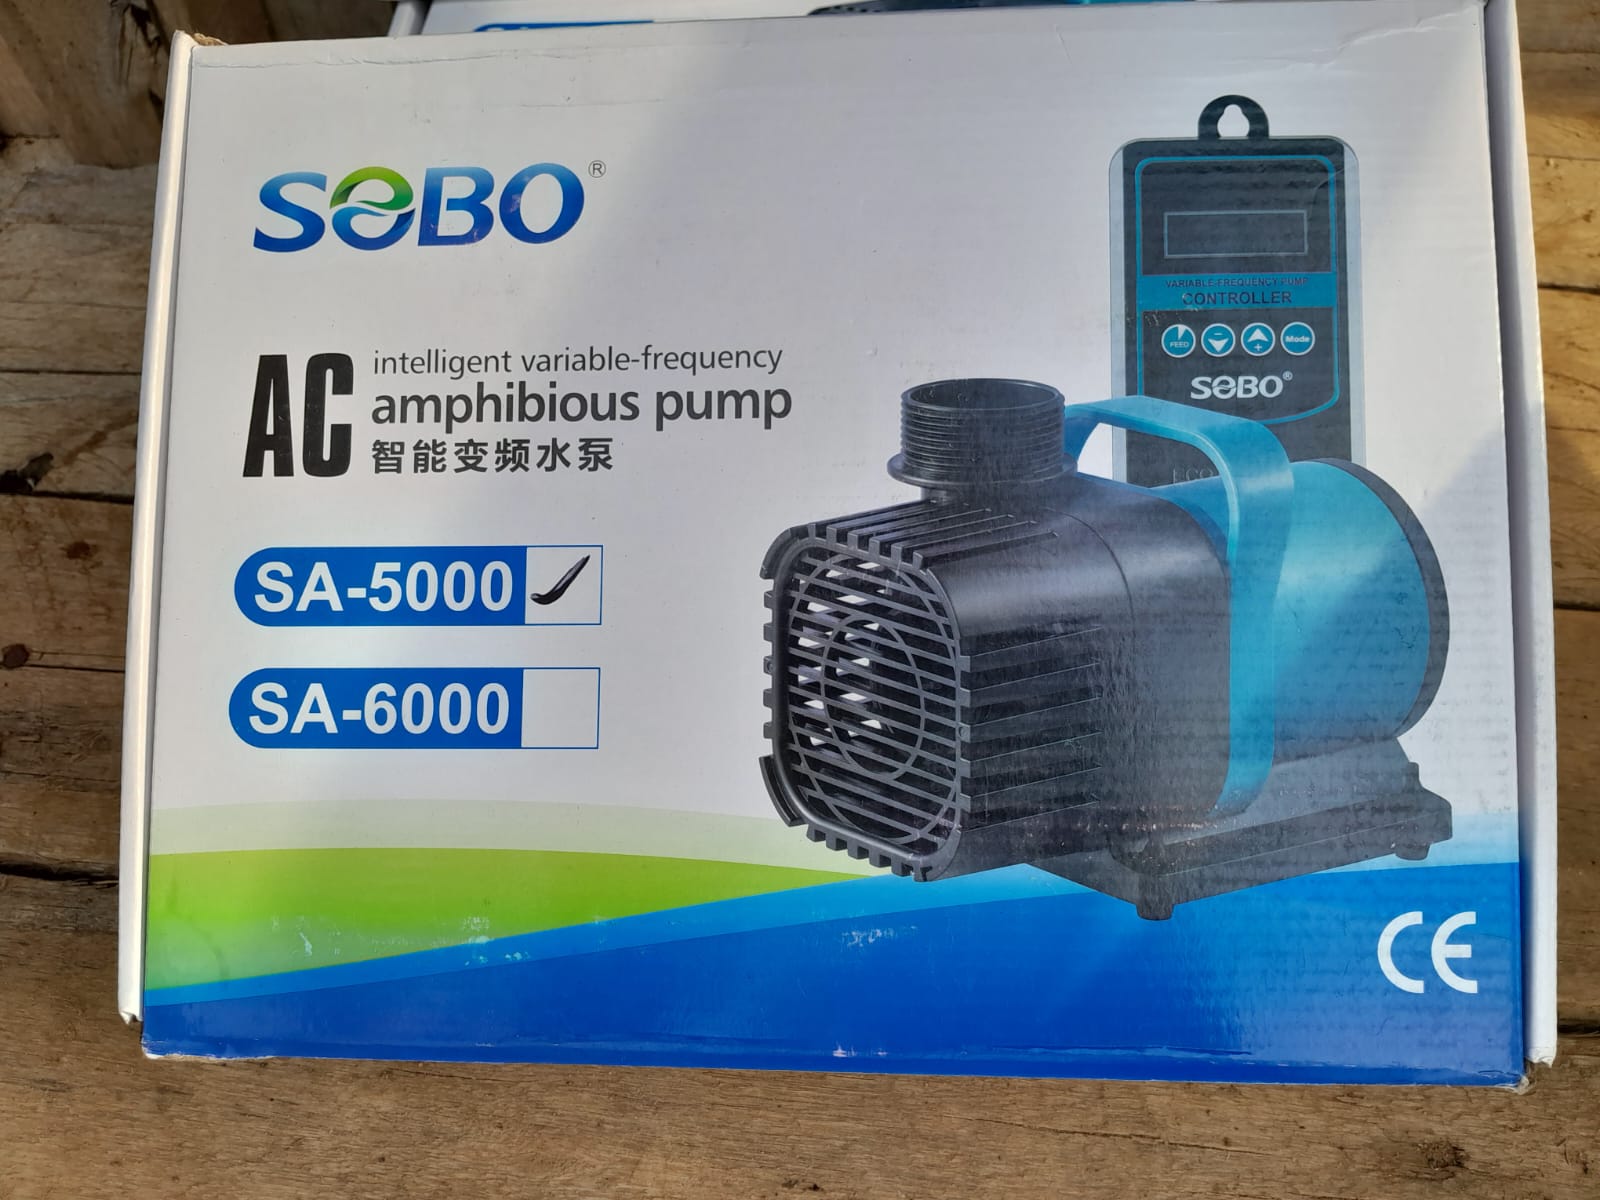 SOBO®
AC
intelligent variable-frequency
amphibious pump
智能变频水泵
SA-5000
SA-6000
VARIABLE-FREQUENCY PUMP
CONTROLLER
FEED
Mode
SOBO®
ECO
CE